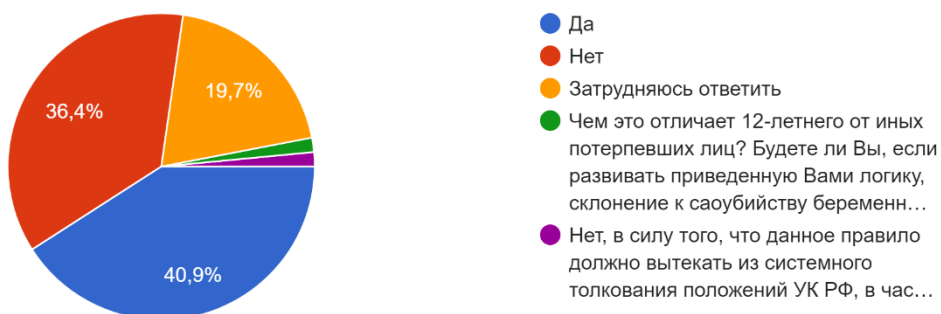 36,4%
19,7%
40,9%
Да
Нет
Затрудняюсь ответить
Чем это отличает 12-летнего от иных
потерпевших лиц? Будете ли Вы, если
развивать приведенную Вами логику,
склонение к саоубийству беременн…
Нет, в силу того, что данное правило
должно вытекать из системного
толкования положений УК РФ, в час…